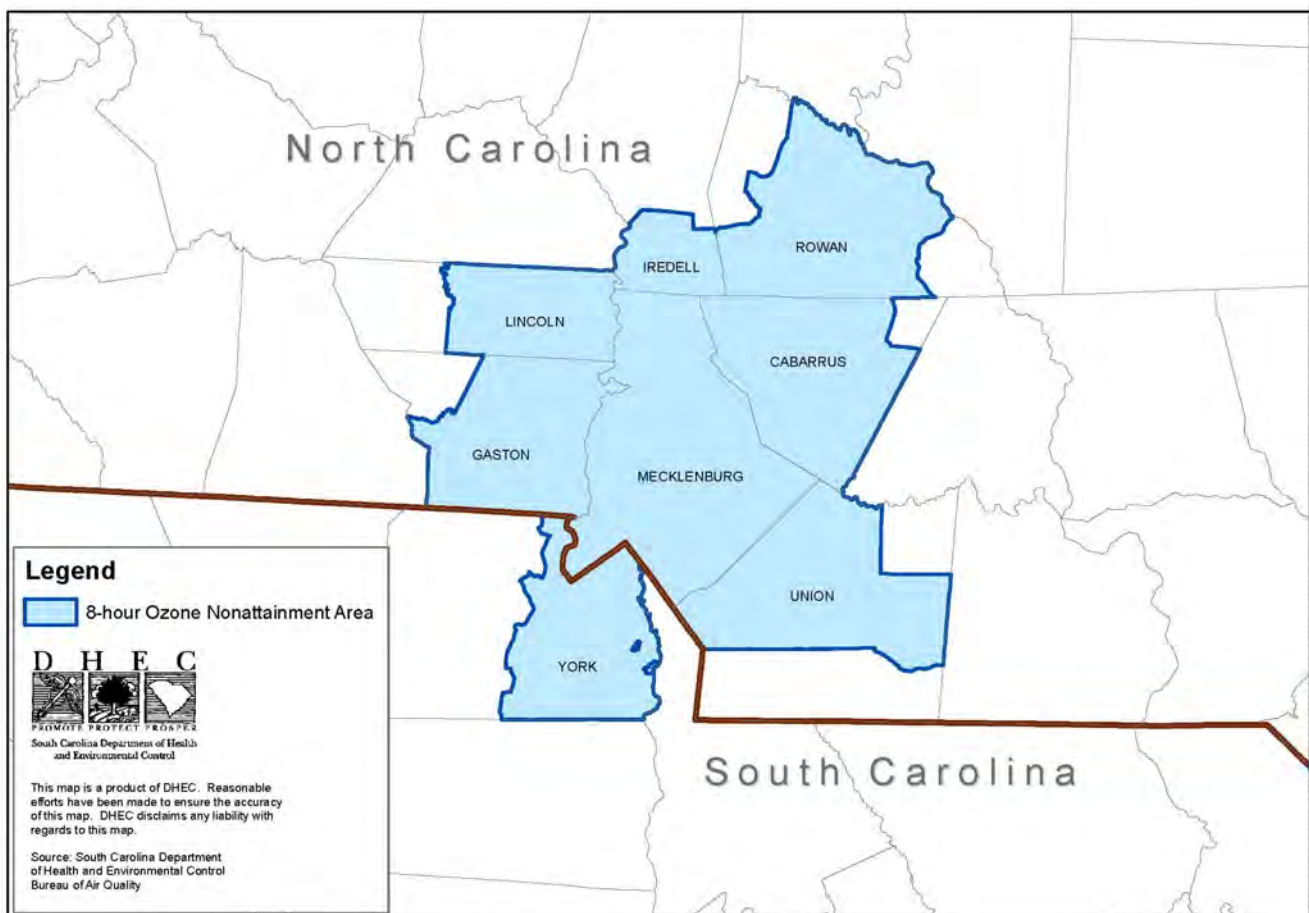 North Carolina
ROWAN
IREDELL
LINCOLN
CABARRUS
GASTON
MECKLENBURG
UNION
YORK
South Carolina
Legend
8-hour Ozone Nonattainment Area
D H E C
PROMOTE PROTECT PROSPER
South Carolina Department of Health
and Environmental Control
This map is a product of DHEC. Reasonable
efforts have been made to ensure the accuracy
of this map. DHEC disclaims any liability with
regards to this map.
Source: South Carolina Department
of Health and Environmental Control
Bureau of Air Quality